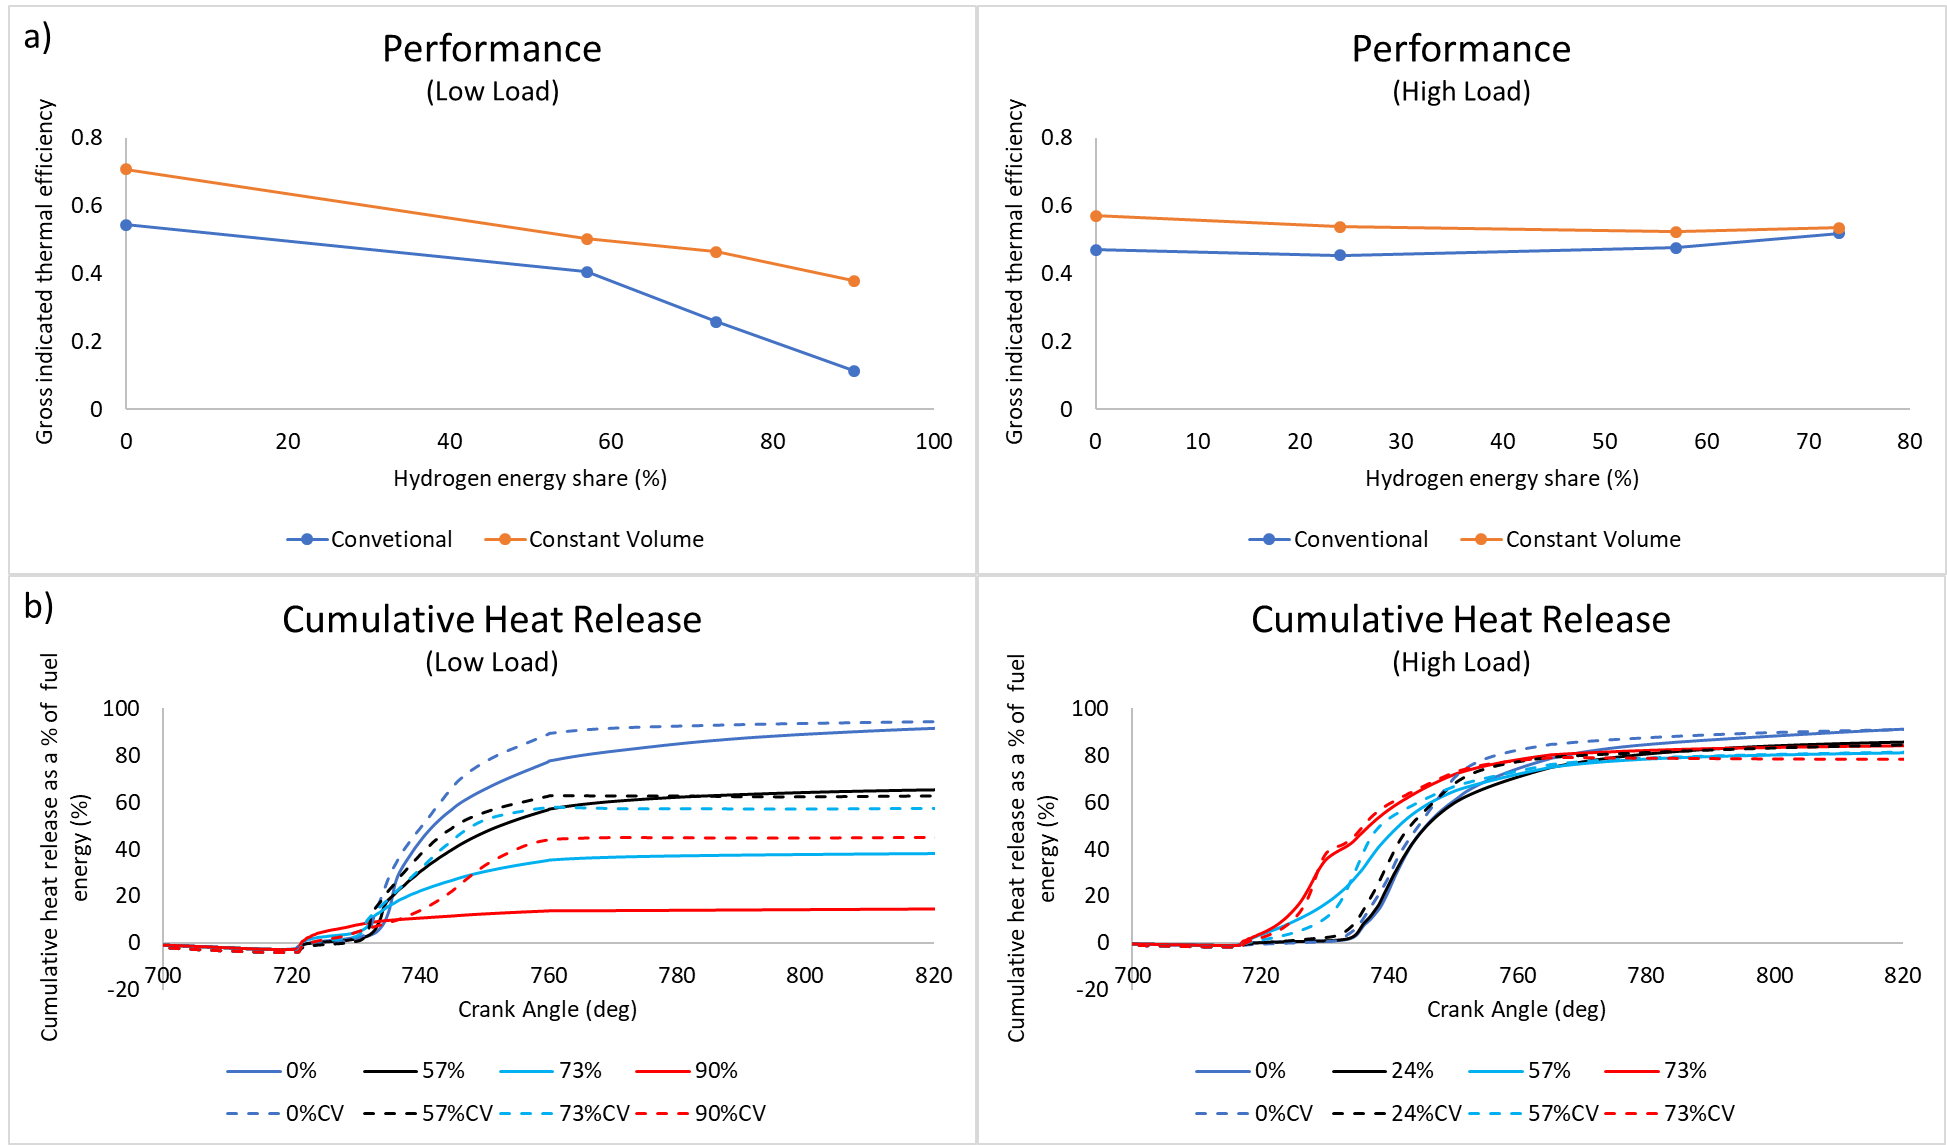 a)
Performance
(Low Load)
Gross indicated thermal efficiency
0.8
0.6
0.4
0.2
0
0 20 40 60 80 100
Hydrogen energy share (%)
Convetional Constant Volume
Performance
(High Load)
Gross indicated thermal efficiency
0.8
0.6
0.4
0.2
0
0 10 20 30 40 50 60 70 80
Hydrogen energy share (%)
Conventional Constant Volume
b)
Cumulative Heat Release
(Low Load)
Cumulative heat release as a % of fuel
energy (%)
100
80
60
40
20
0
-20
700 720 740 760 780 800 820
Crank Angle (deg)
0% 57% 73% 90%
0%CV 57%CV 73%CV 90%CV
Cumulative Heat Release
(High Load)
Cumulative heat release as a % of fuel
energy (%)
100
80
60
40
20
0
-20
700 720 740 760 780 800 820
Crank Angle (deg)
0% 24% 57% 73%
0%CV 24%CV 57%CV 73%CV